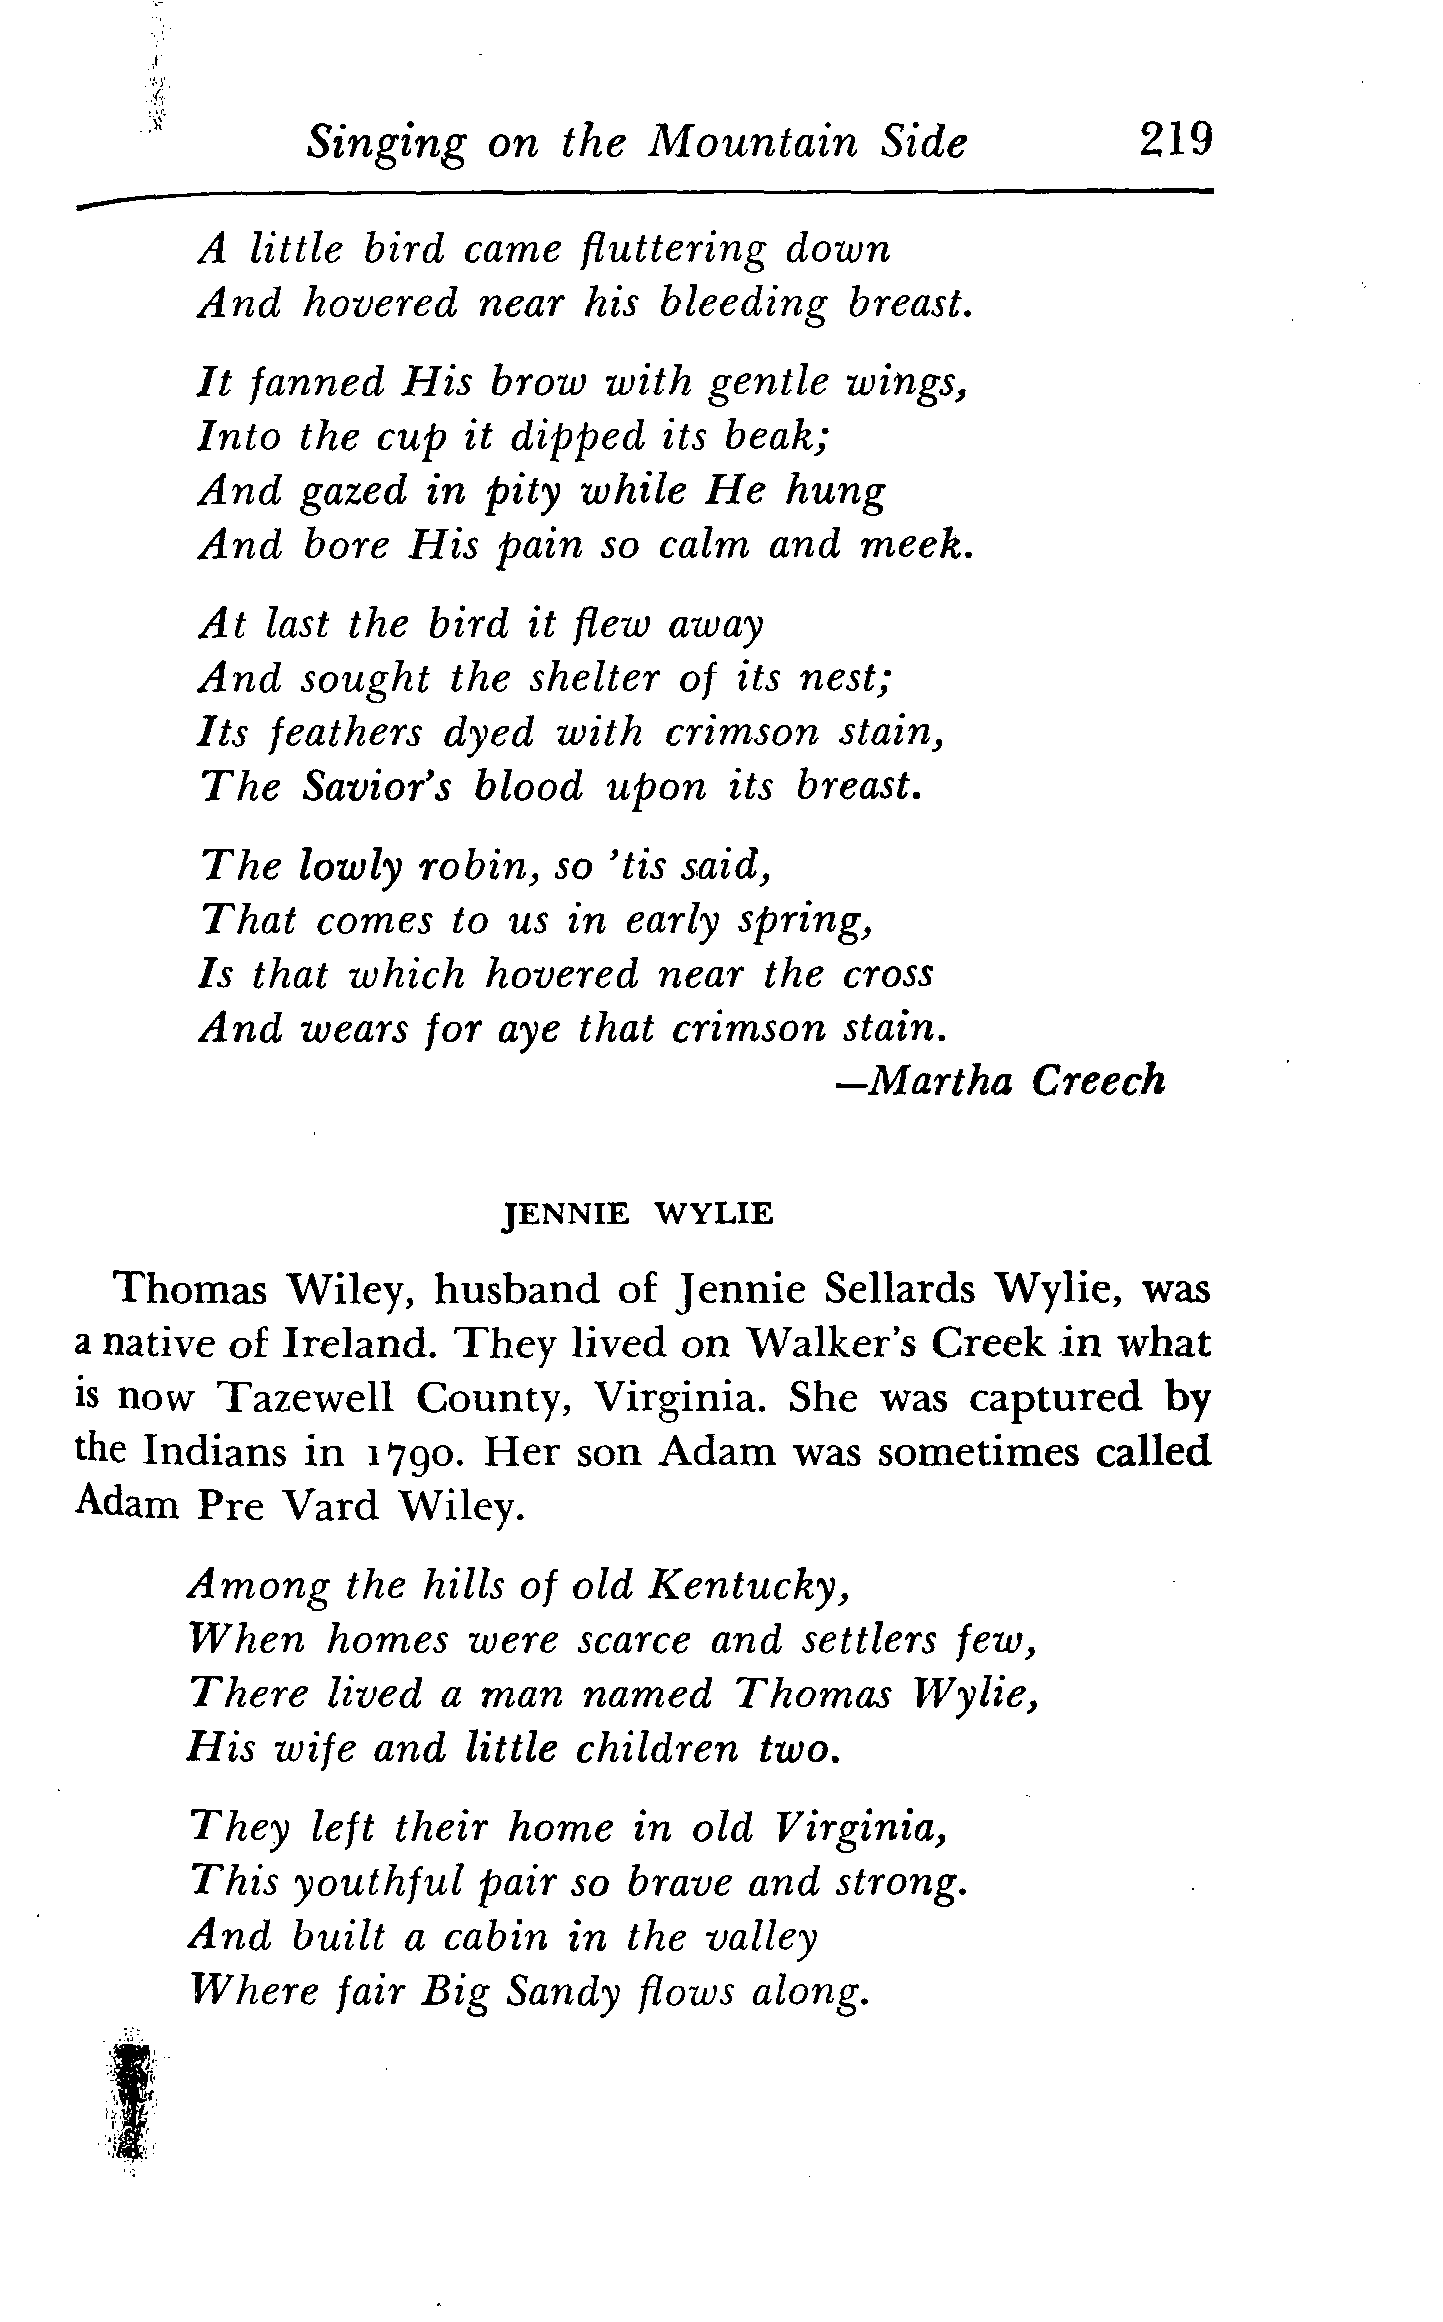 Singing on the Mountain Side 219
A little bird came fluttering down
And hovered near his bleeding breast.
It fanned His brow with gentle wings,
Into the cup it dipped its beak;
And gazed in pity while He hung
And bore His pain so calm and meek.
At last the bird it flew away
And sought the shelter of its nest;
Its feathers dyed with crimson stain,
The Savior's blood upon its breast.
The lowly robin, so 'tis said,
That comes to us in early spring,
Is that which hovered near the cross
And wears for aye that crimson stain.
—Martha Creech
JENNIE WYLIE
Thomas Wiley, husband of Jennie Sellards Wylie, was
a native of Ireland. They lived on Walker's Creek in what
is now Tazewell County, Virginia. She was captured by
the Indians in 1790. Her son Adam was sometimes called
Adam Pre Vard Wiley.
Among the hills of old Kentucky,
When homes were scarce and settlers few,
There lived a man named Thomas Wylie,
His wife and little children two.
They left their home in old Virginia,
This youthful pair so brave and strong.
And built a cabin in the valley
Where fair Big Sandy flows along.